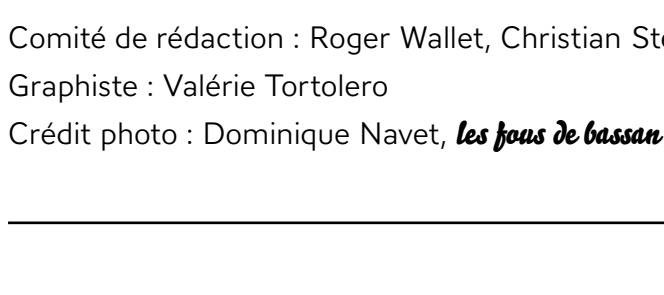 Comité de rédaction : Roger Wallet, Christian
Graphiste : Valérie Tortolero
Crédit photo : Dominique Navet, les fous de bassan